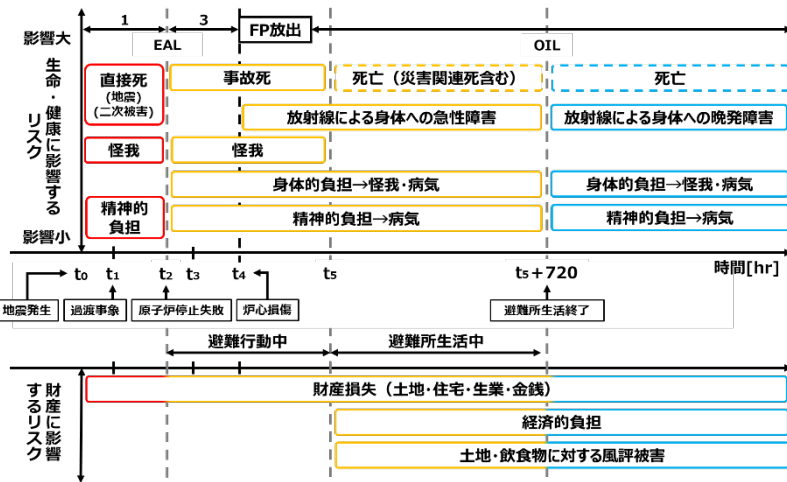 1
3
FP放出
影響大
EAL
OIL
生命・健康に影響する
リスク
直接死
(地震)
(二次被害)
事故死
死亡（災害関連死含む）
死亡
放射線による身体への急性障害
放射線による身体への晩発障害
怪我
怪我
身体的負担→怪我・病気
身体的負担→怪我・病気
精神的
負担
精神的負担→病気
精神的負担→病気
影響小
t₀
t₁
t₂
t₃
t₄
t₅
t₅+720
時間[hr]
地震発生
過渡事象
原子炉停止失敗
炉心損傷
避難所生活終了
避難行動中
避難所生活中
財産に影響
するリスク
財産損失（土地・住宅・生業・金銭）
経済的負担
土地・飲食物に対する風評被害